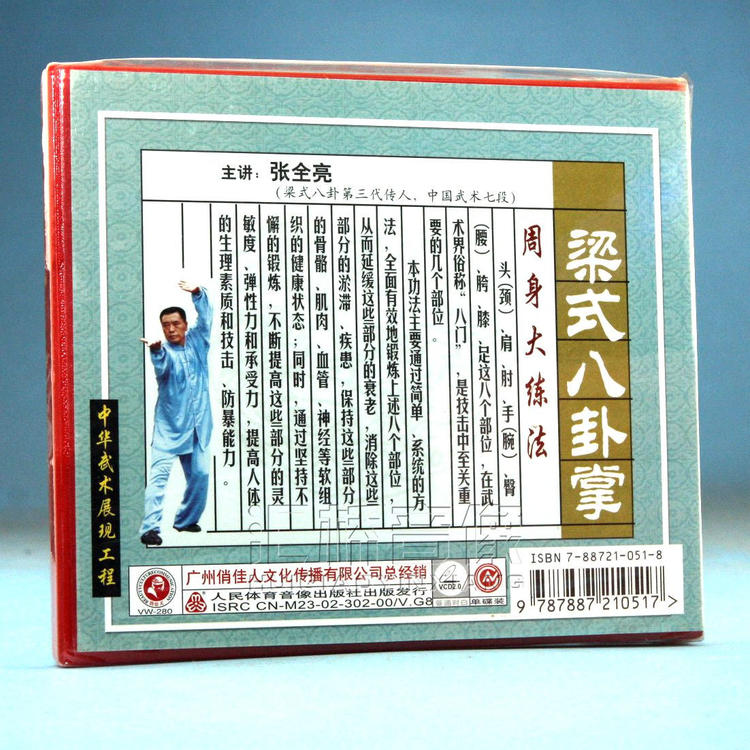 主讲：张全亮
（梁式八卦第三代传人、中国武术七段）
梁式八卦掌
周身大练法
头（颈）、肩、肘、手（腕）、臀
（腰）、胯、膝、足这八个部位，在武
术界俗称“八门”，是技击中至关重
要的几个部位。
本功法主要通过简单、系统的方
法，全面有效地锻炼上述八个部位，
从而延缓这些部分的衰老，消除这些
部分的淤滞、疾患，保持这些部分
的骨骼、肌肉、血管、神经等软组
织的健康状态；同时，通过坚持不
懈的锻炼，不断提高这些部分的灵
敏度、弹性力和承受力，提高人体
的生理素质和技击、防暴能力。
中华武术展现工程
广州俏佳人文化传播有限公司总经销
人民体育音像出版社出版发行
ISRC CN-M23-02-302-00/V.G8
VW-280
VCD2.0
普通对白
单碟装
ISBN 7-88721-051-8
9 787887 210517
汇林音像